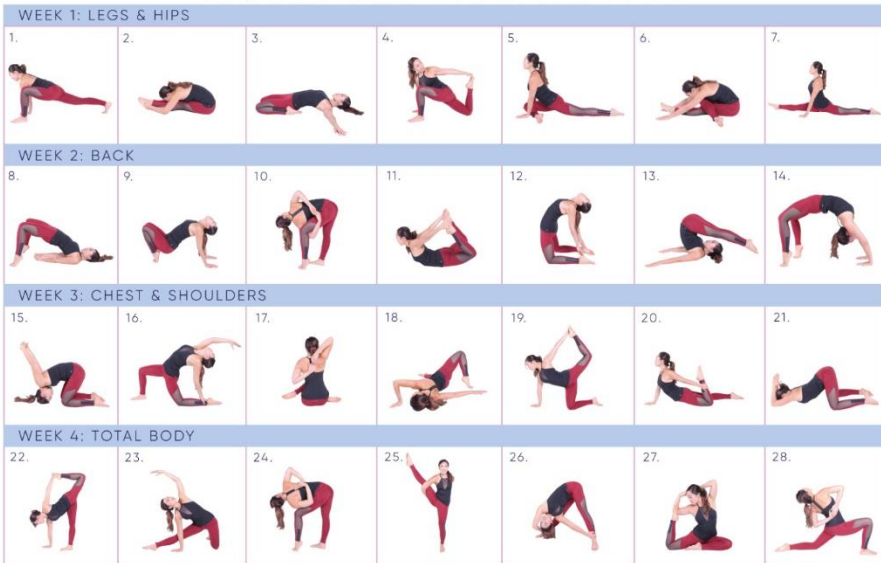 WEEK 1: LEGS & HIPS
1. 2. 3. 4. 5. 6. 7.
WEEK 2: BACK
8. 9. 10. 11. 12. 13. 14.
WEEK 3: CHEST & SHOULDERS
15. 16. 17. 18. 19. 20. 21.
WEEK 4: TOTAL BODY
22. 23. 24. 25. 26. 27. 28.